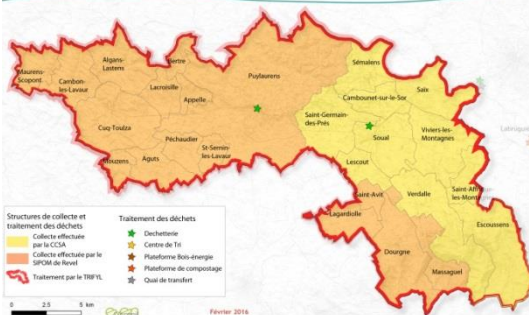 Maurens-
Scopont
Cambon-
les-Lavaur
Algans-
Lastens
Bertre
Lacroisille
Appelle
Puylaurens
Cuq-Toulza
Péchaudier
Aguts
Mouzens
St-Sernin-
les-Lavaur
Sémalens
Saïx
Cambounet-sur-le-Sor
Saint-Germain-
des-Prés
Soual
Viviers-les-
Montagnes
Lescout
Saint-Avit
Lagardiolle
Verdalle
Saint-Affrique
les-Mont
Escoussens
Dourgne
Massaguel
Structures de collecte et
traitement des déchets
Collecte effectuée
par la CCSA
Collecte effectuée par le
SIPOM de Revel
Traitement par le TRIFYL
Traitement des déchets
Dechetterie
Centre de Tri
Plateforme Bois-énergie
Plateforme de compostage
Quai de transfert
0 2.5 5 km
Février 2016